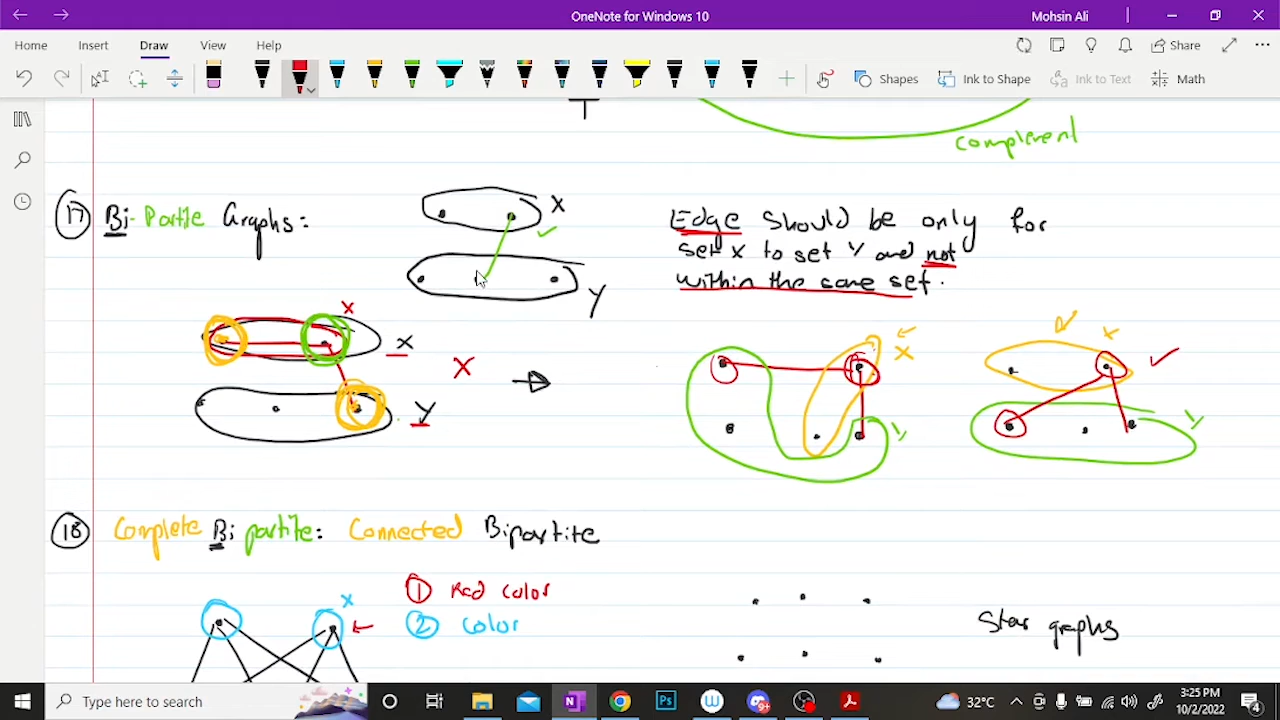 OneNote for Windows 10
Mohsin Ali
Home
Insert
Draw
View
Help
Share
Shapes
Ink to Shape
Ink to Text
Math
T
complement
17 Bi-Partite Graphs:
X
Y
Edge should be only for
set X to set Y and not
within the same set.
X
X
Y
X
X
Y
X
Y
18 Complete Bipartite: Connected Bipartite
1 Red color
2 color
X
Star graphs
Type here to search
32°C
3:25 PM
10/2/2022